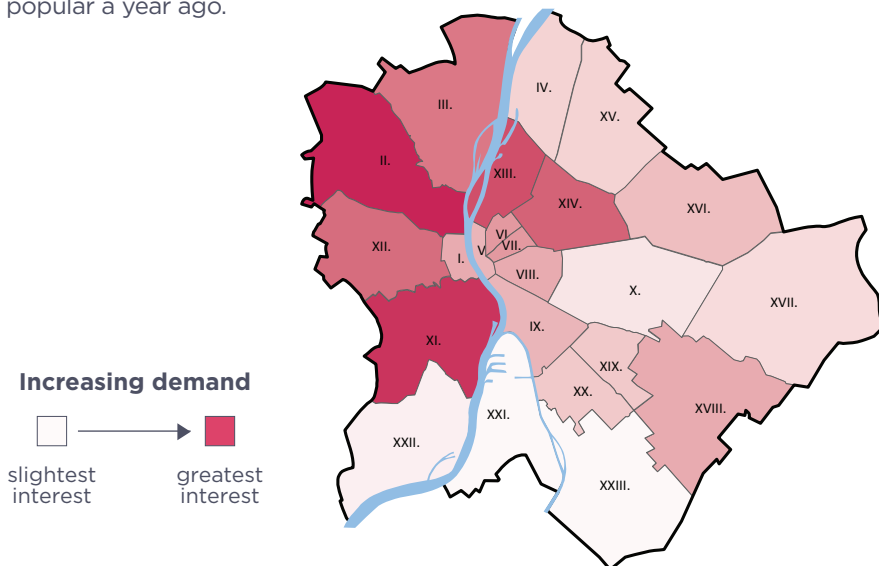 popular a year ago.
IV.
III.
XV.
II.
XIII.
XIV.
XVI.
XII.
VI.
VII.
V.
I.
VIII.
X.
XVII.
IX.
XI.
XIX.
XX.
XVIII.
XXI.
XXII.
XXIII.
Increasing demand
slightest
interest
greatest
interest